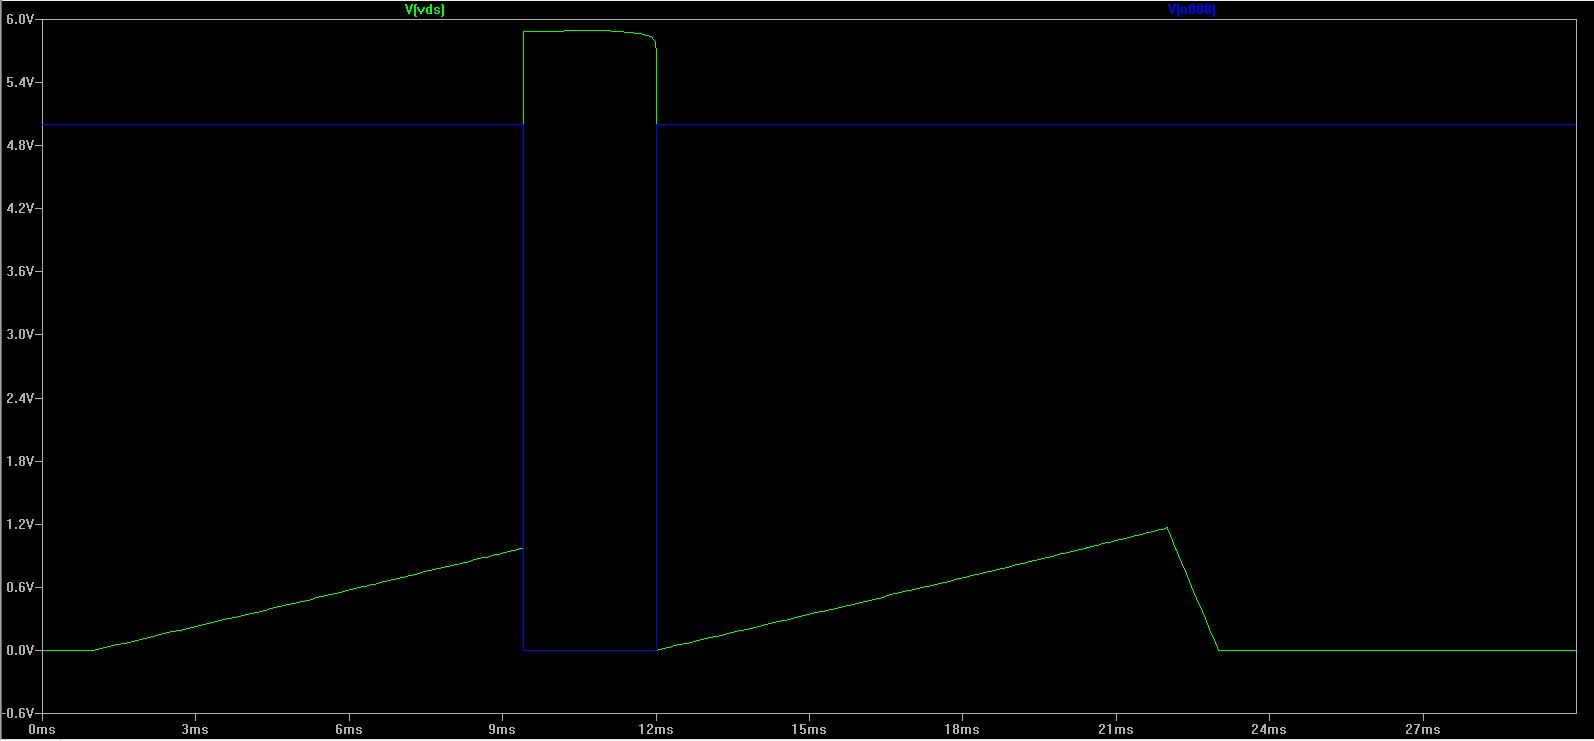 V(vds) V(n008)
6.0V
5.4V
4.8V
4.2V
3.6V
3.0V
2.4V
1.8V
1.2V
0.6V
0.0V
-0.6V
0ms 3ms 6ms 9ms 12ms 15ms 18ms 21ms 24ms 27ms